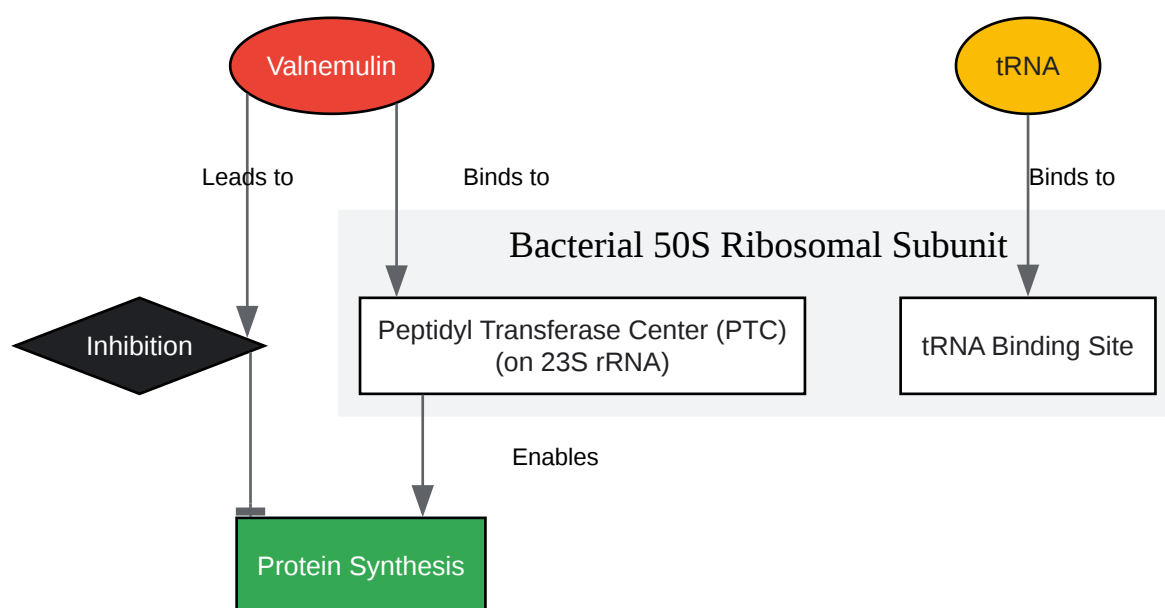 Valnemulin
tRNA
Leads to
Binds to
Binds to
Bacterial 50S Ribosomal Subunit
Inhibition
Peptidyl Transferase Center (PTC)
(on 23S rRNA)
tRNA Binding Site
Enables
Protein Synthesis